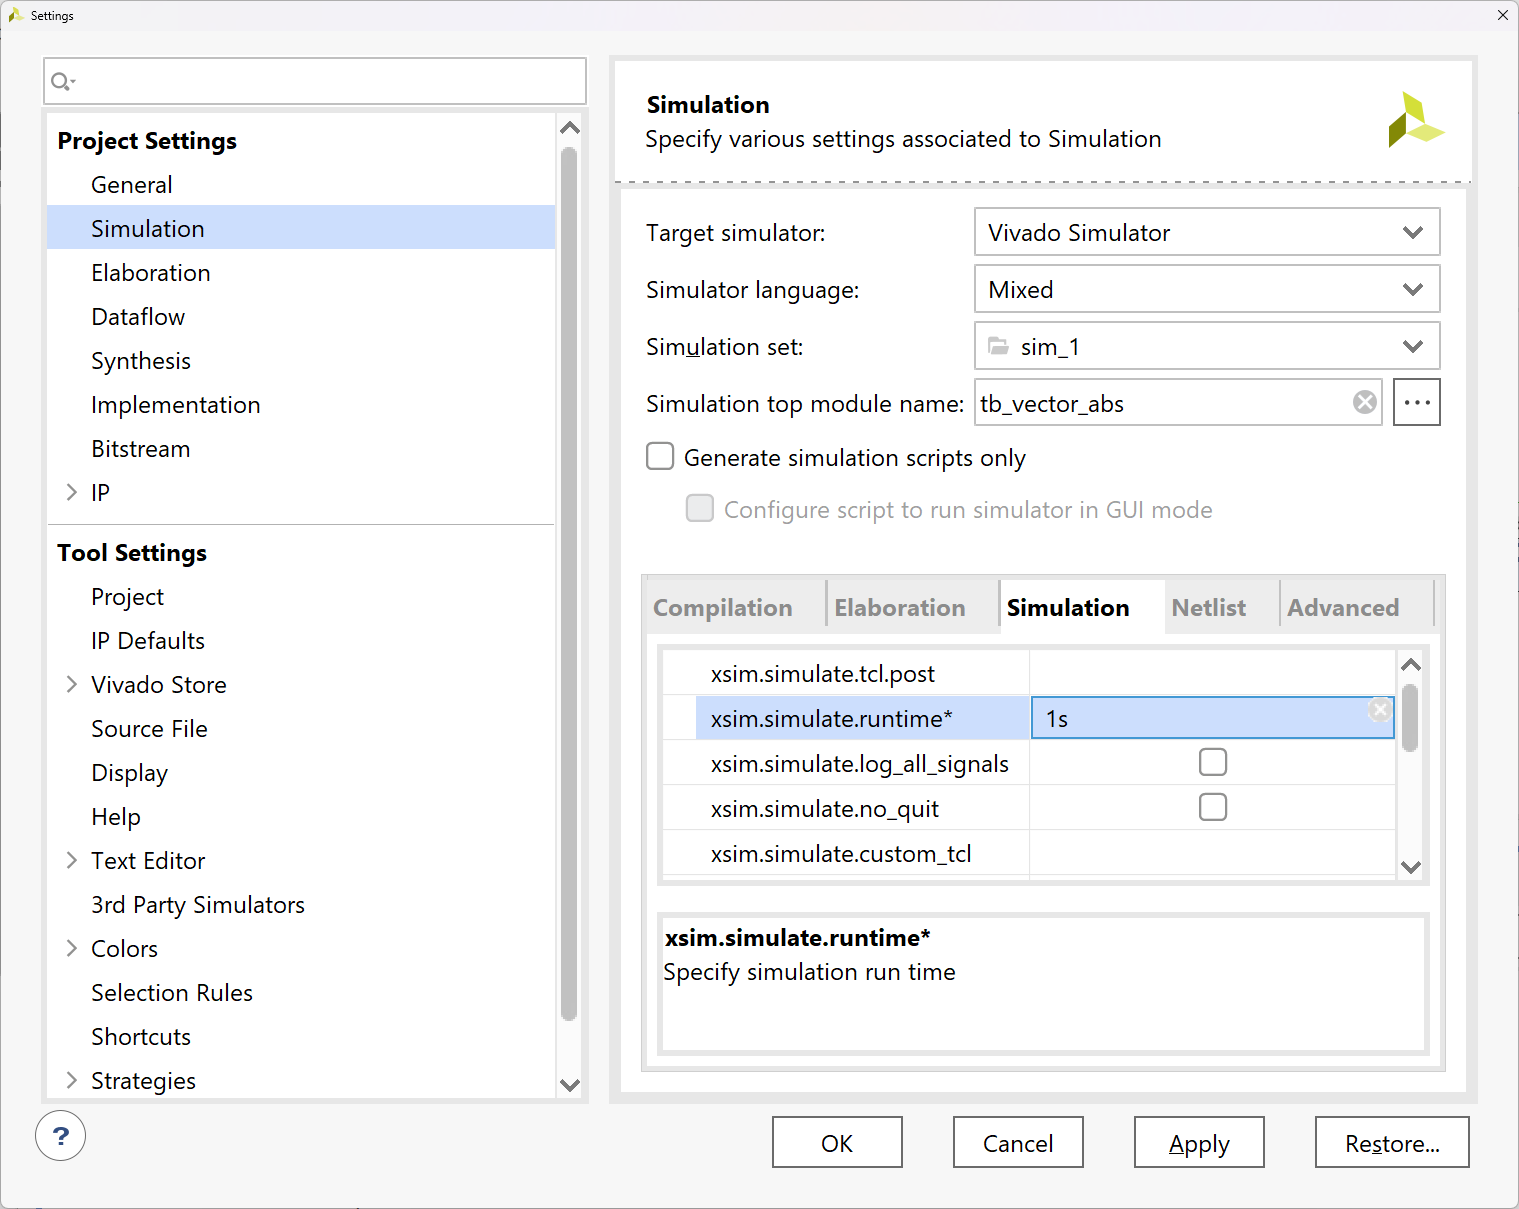 Settings
Project Settings
General
Simulation
Elaboration
Dataflow
Synthesis
Implementation
Bitstream
IP
Tool Settings
Project
IP Defaults
Vivado Store
Source File
Display
Help
Text Editor
3rd Party Simulators
Colors
Selection Rules
Shortcuts
Strategies
?
Simulation
Specify various settings associated to Simulation
Target simulator: Vivado Simulator
Simulator language: Mixed
Simulation set: sim_1
Simulation top module name: tb_vector_abs ...
Generate simulation scripts only
Configure script to run simulator in GUI mode
Compilation Elaboration Simulation Netlist Advanced
xsim.simulate.tcl.post
xsim.simulate.runtime* 1s
xsim.simulate.log_all_signals
xsim.simulate.no_quit
xsim.simulate.custom_tcl
xsim.simulate.runtime*
Specify simulation run time
OK Cancel Apply Restore...